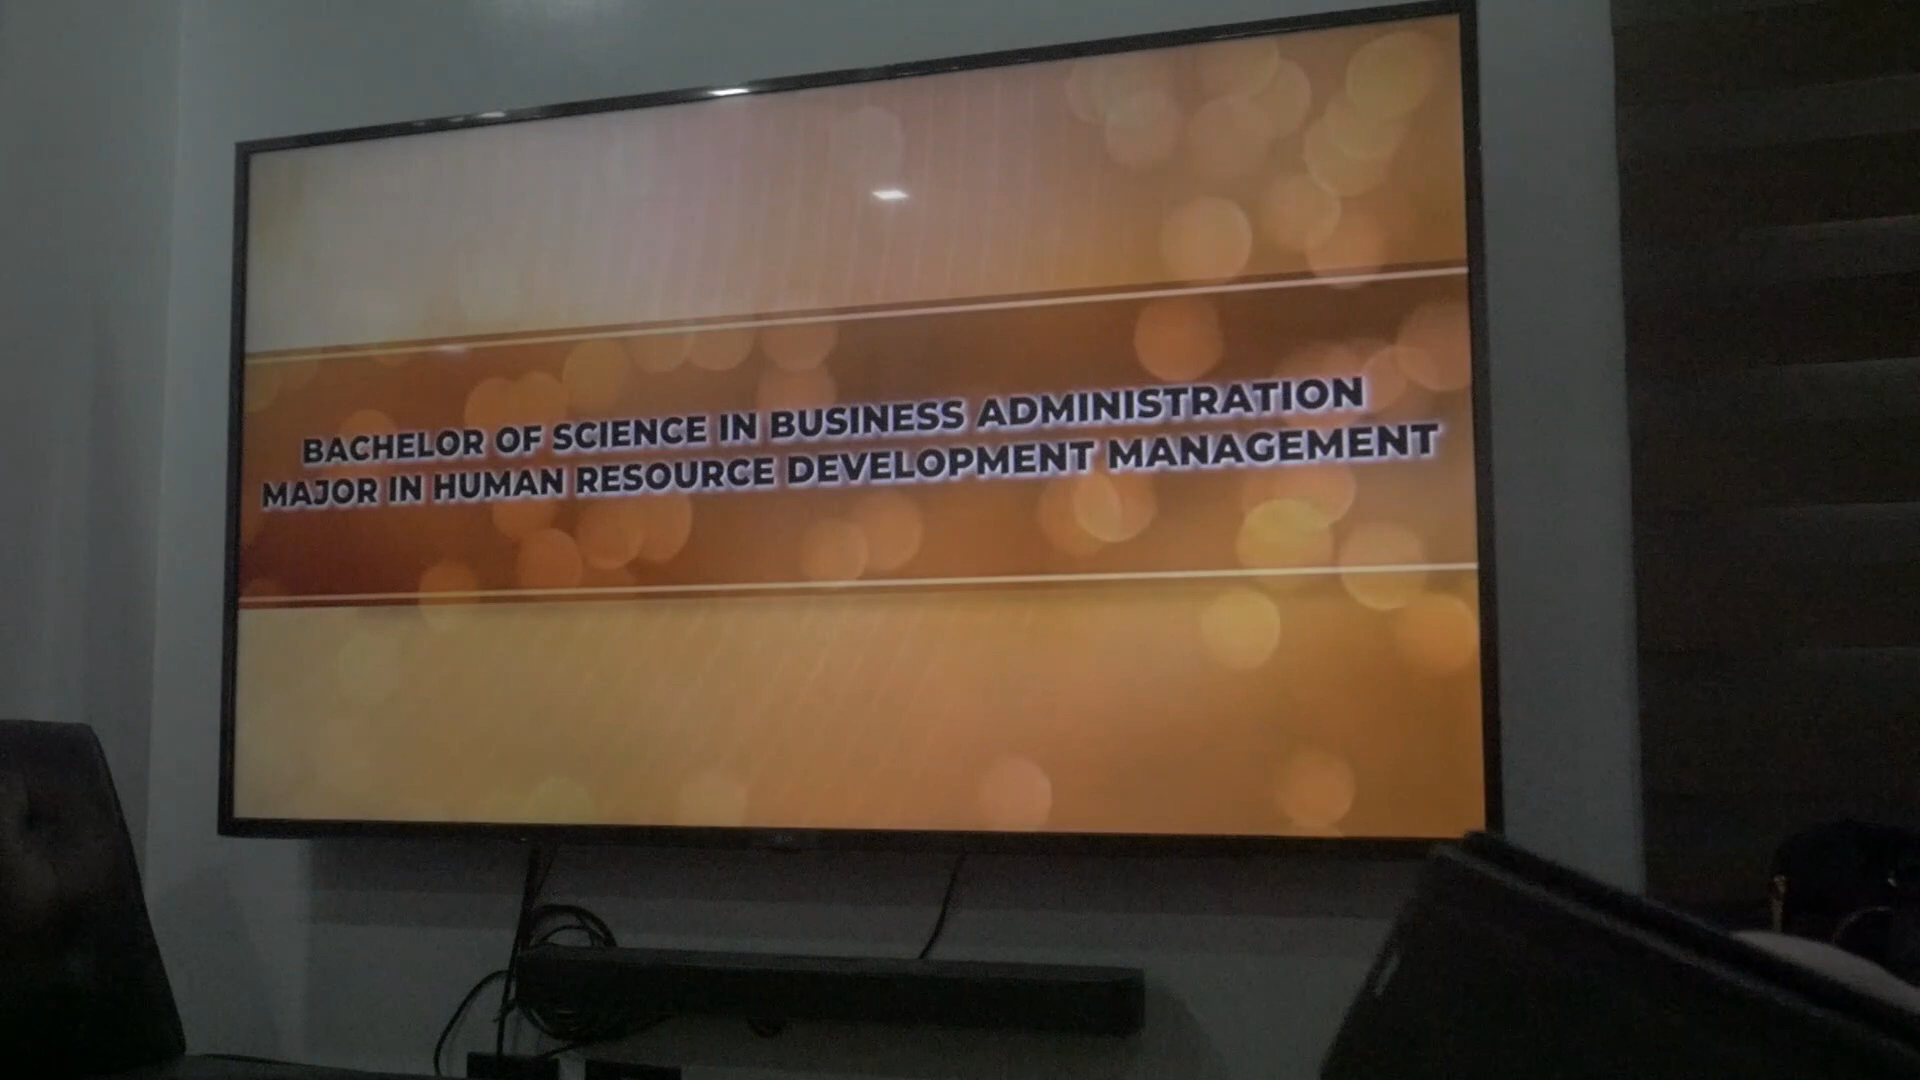 BACHELOR OF SCIENCE IN BUSINESS ADMINISTRATION
MAJOR IN HUMAN RESOURCE DEVELOPMENT MANAGEMENT